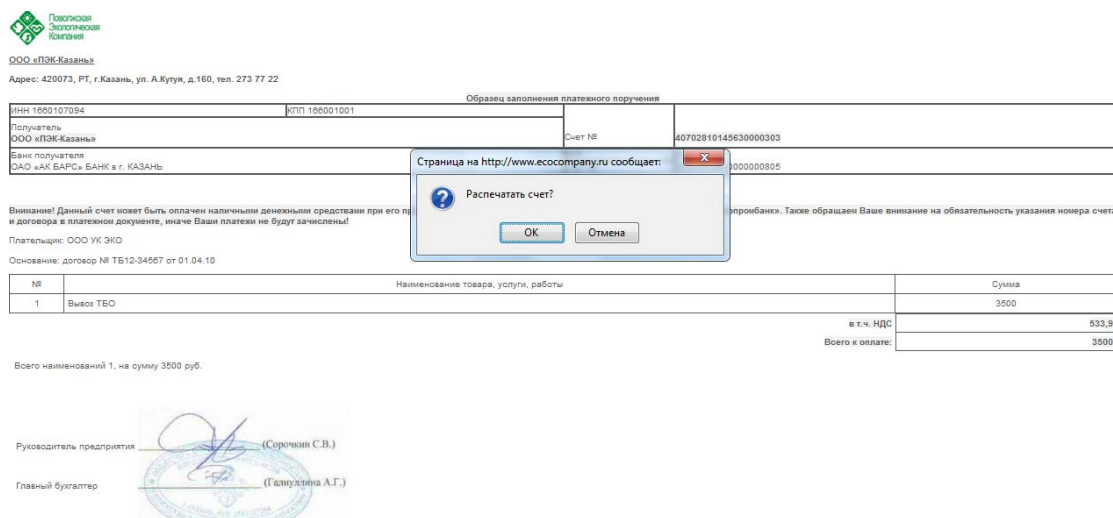 Поволжская
Экологическая
Компания
ООО «ПЭК-Казань»
Адрес: 420073, РТ, г.Казань, ул. А.Кутуя, д.160, тел. 273 77 22
Образец заполнения платежного поручения
ИНН 1660107094 КПП 166001001
Получатель
ООО «ПЭК-Казань» Счет № 40702810145630000303
Банк получателя
ОАО «АК БАРС» БАНК в г. КАЗАНЬ 000000805
Страница на http://www.ecocompany.ru сообщает:
Распечатать счет?
OK Отмена
Внимание! Данный счет может быть оплачен наличными денежными средствами при его Также обращаем Ваше внимание на обязательность указания номера счета
и договора в платежном документе, иначе Ваши платежи не будут зачислены!
Плательщик: ООО УК ЭКО
Основание: договор № ТБ12-34567 от 01.04.10
№ Наименование товара, услуги, работы Сумма
1 Вывоз ТБО 3500
в т.ч. НДС 533,9
Всего к оплате: 3500
Всего наименований 1, на сумму 3500 руб.
Руководитель предприятия (Сорочкин С.В.)
Главный бухгалтер (Галиуллина А.Г.)